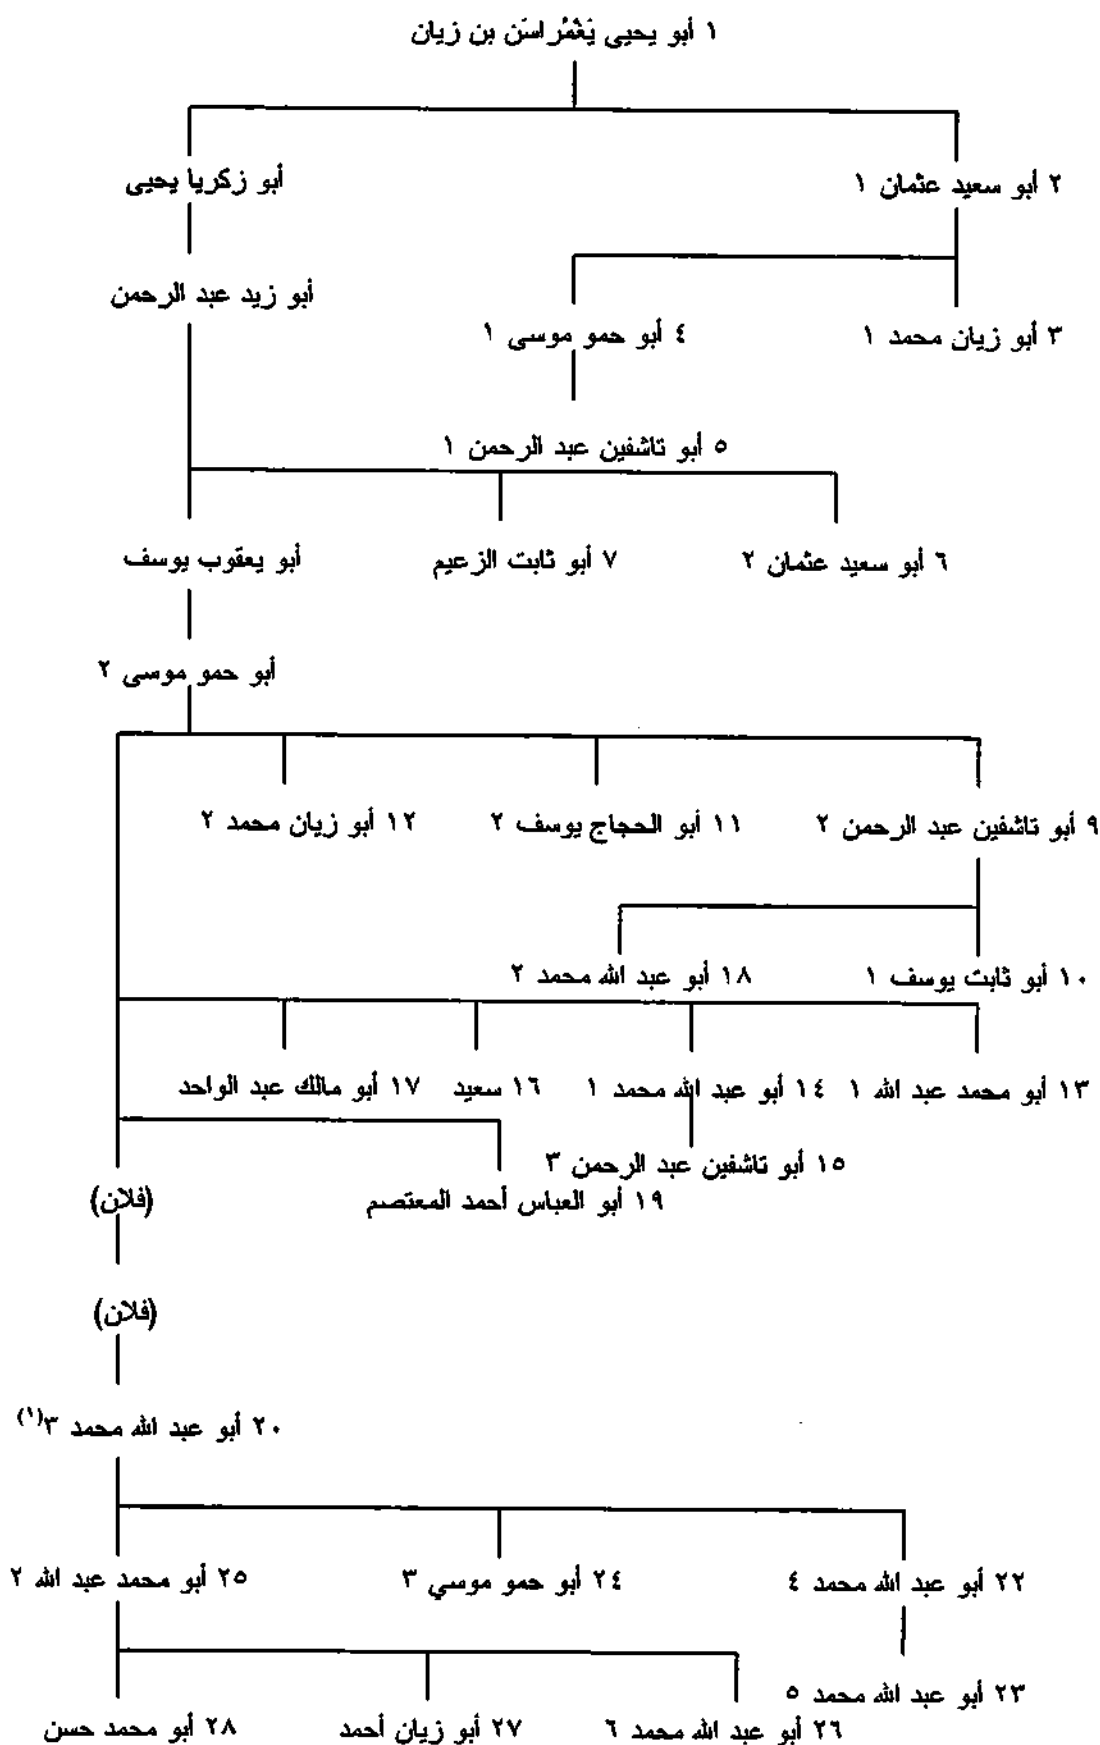 ١ أبو يحيى يَغْمُراسَن بن زيان
٢ أبو سعيد عثمان ١
أبو زكريا يحيى
أبو زيد عبد الرحمن
٣ أبو زيان محمد ١
٤ أبو حمو موسى ١
٥ أبو تاشفين عبد الرحمن ١
٦ أبو سعيد عثمان ٢
٧ أبو ثابت الزعيم
أبو يعقوب يوسف
أبو حمو موسى ٢
٩ أبو تاشفين عبد الرحمن ٢
١١ أبو الحجاج يوسف ٢
١٢ أبو زيان محمد ٢
١٠ أبو ثابت يوسف ١
١٨ أبو عبد الله محمد ٢
١٣ أبو محمد عبد الله ١
١٤ أبو عبد الله محمد ١
١٦ سعيد
١٧ أبو مالك عبد الواحد
١٥ أبو تاشفين عبد الرحمن ٣
١٩ أبو العباس أحمد المعتصم
(فلان)
(فلان)
٢٠ أبو عبد الله محمد ٣(١)
٢٢ أبو عبد الله محمد ٤
٢٤ أبو حمو موسي ٣
٢٥ أبو محمد عبد الله ٢
٢٣ أبو عبد الله محمد ٥
٢٦ أبو عبد الله محمد ٦
٢٧ أبو زيان أحمد
٢٨ أبو محمد حسن